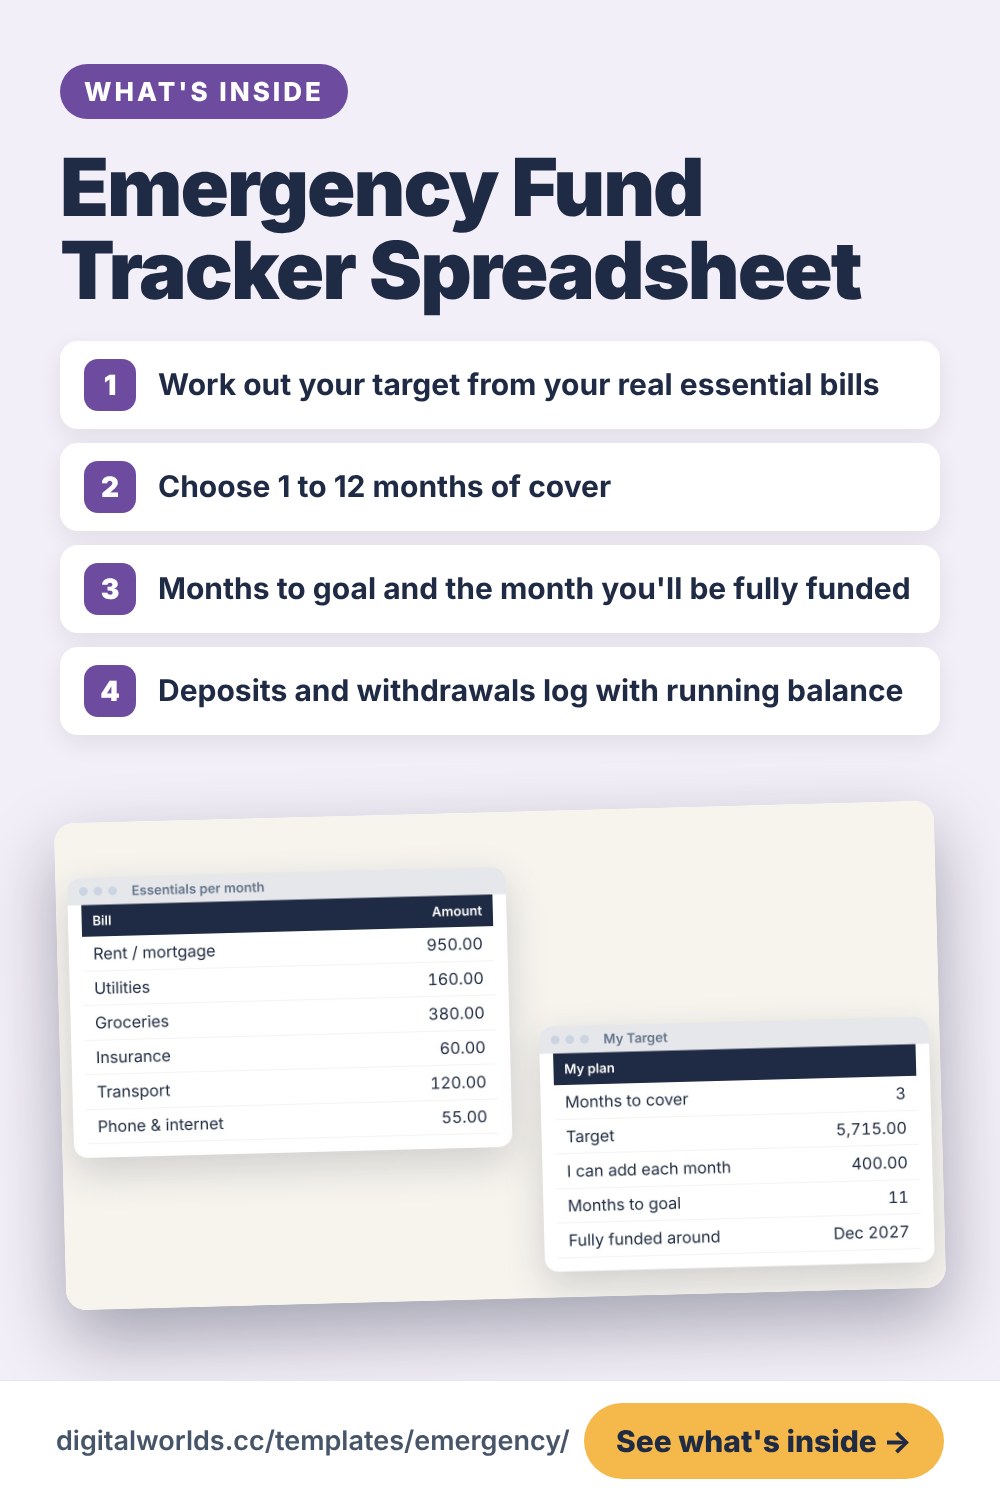 WHAT'S INSIDE
Emergency Fund
Tracker Spreadsheet
1 Work out your target from your real essential bills
2 Choose 1 to 12 months of cover
3 Months to goal and the month you'll be fully funded
4 Deposits and withdrawals log with running balance
Essentials per month
Bill Amount
Rent / mortgage 950.00
Utilities 160.00
Groceries 380.00
Insurance 60.00
Transport 120.00
Phone & internet 55.00
My Target
My plan
Months to cover 3
Target 5,715.00
I can add each month 400.00
Months to goal 11
Fully funded around Dec 2027
digitalworlds.cc/templates/emergency/
See what's inside →